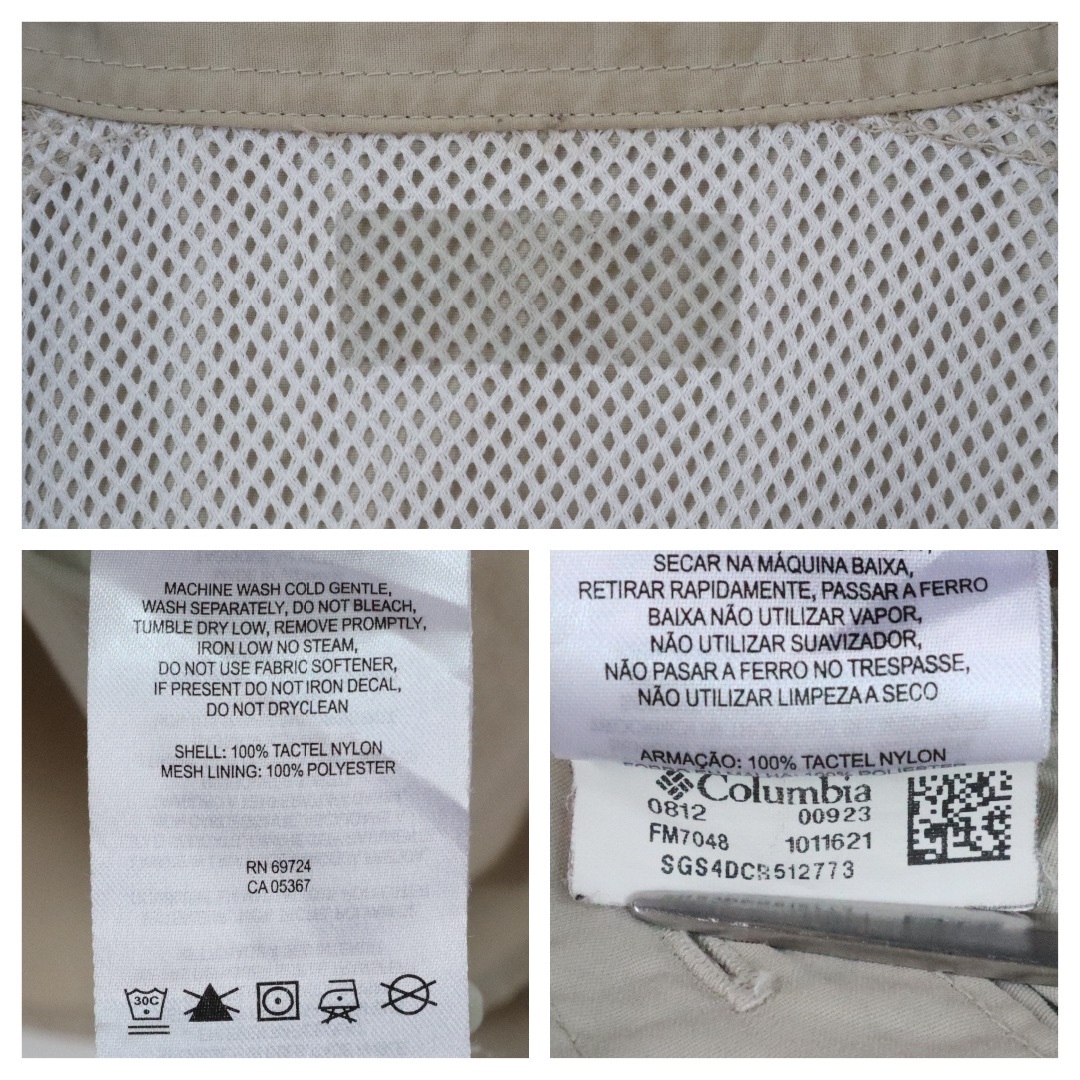 MACHINE WASH COLD GENTLE,
WASH SEPARATELY, DO NOT BLEACH,
TUMBLE DRY LOW, REMOVE PROMPTLY,
IRON LOW NO STEAM,
DO NOT USE FABRIC SOFTENER,
IF PRESENT DO NOT IRON DECAL,
DO NOT DRYCLEAN
SHELL: 100% TACTEL NYLON
MESH LINING: 100% POLYESTER
RN 69724
CA 05367
30C
SECAR NA MÁQUINA BAIXA,
RETIRAR RAPIDAMENTE, PASSAR A FERRO
BAIXA NÃO UTILIZAR VAPOR,
NÃO UTILIZAR SUAVIZADOR,
NÃO PASAR A FERRO NO TRESPASSE,
NÃO UTILIZAR LIMPEZA A SECO
ARMAÇÃO: 100% TACTEL NYLON
Columbia
0812 00923
FM7048 1011621
SGS4DCR512773